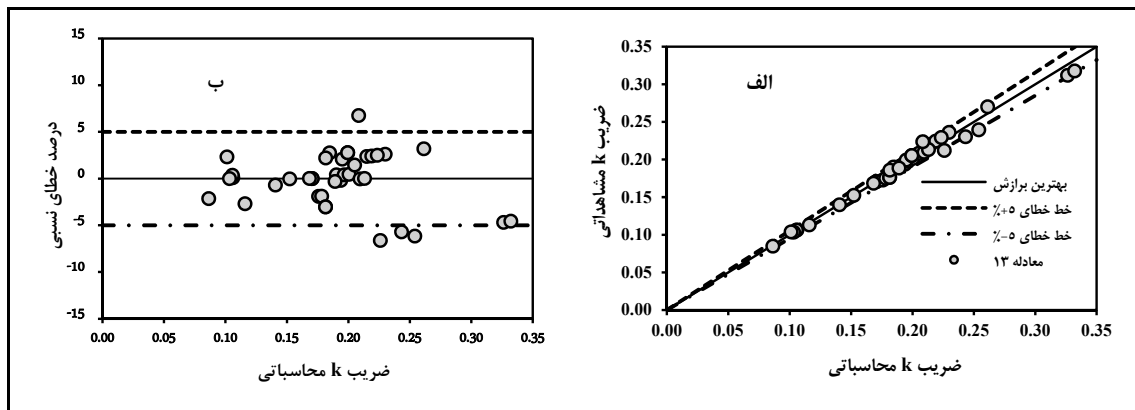 الف
ضریب k مشاهداتی
0.35
0.30
0.25
0.20
0.15
0.10
0.05
0.00
0.00 0.05 0.10 0.15 0.20 0.25 0.30 0.35
ضریب k محاسباتی
بهترین برازش
خط خطای ۵+٪
خط خطای ۵-٪
معادله ۱۳
ب
درصد خطای نسبی
15
10
5
0
-5
-10
-15
0.00 0.05 0.10 0.15 0.20 0.25 0.30 0.35
ضریب k محاسباتی